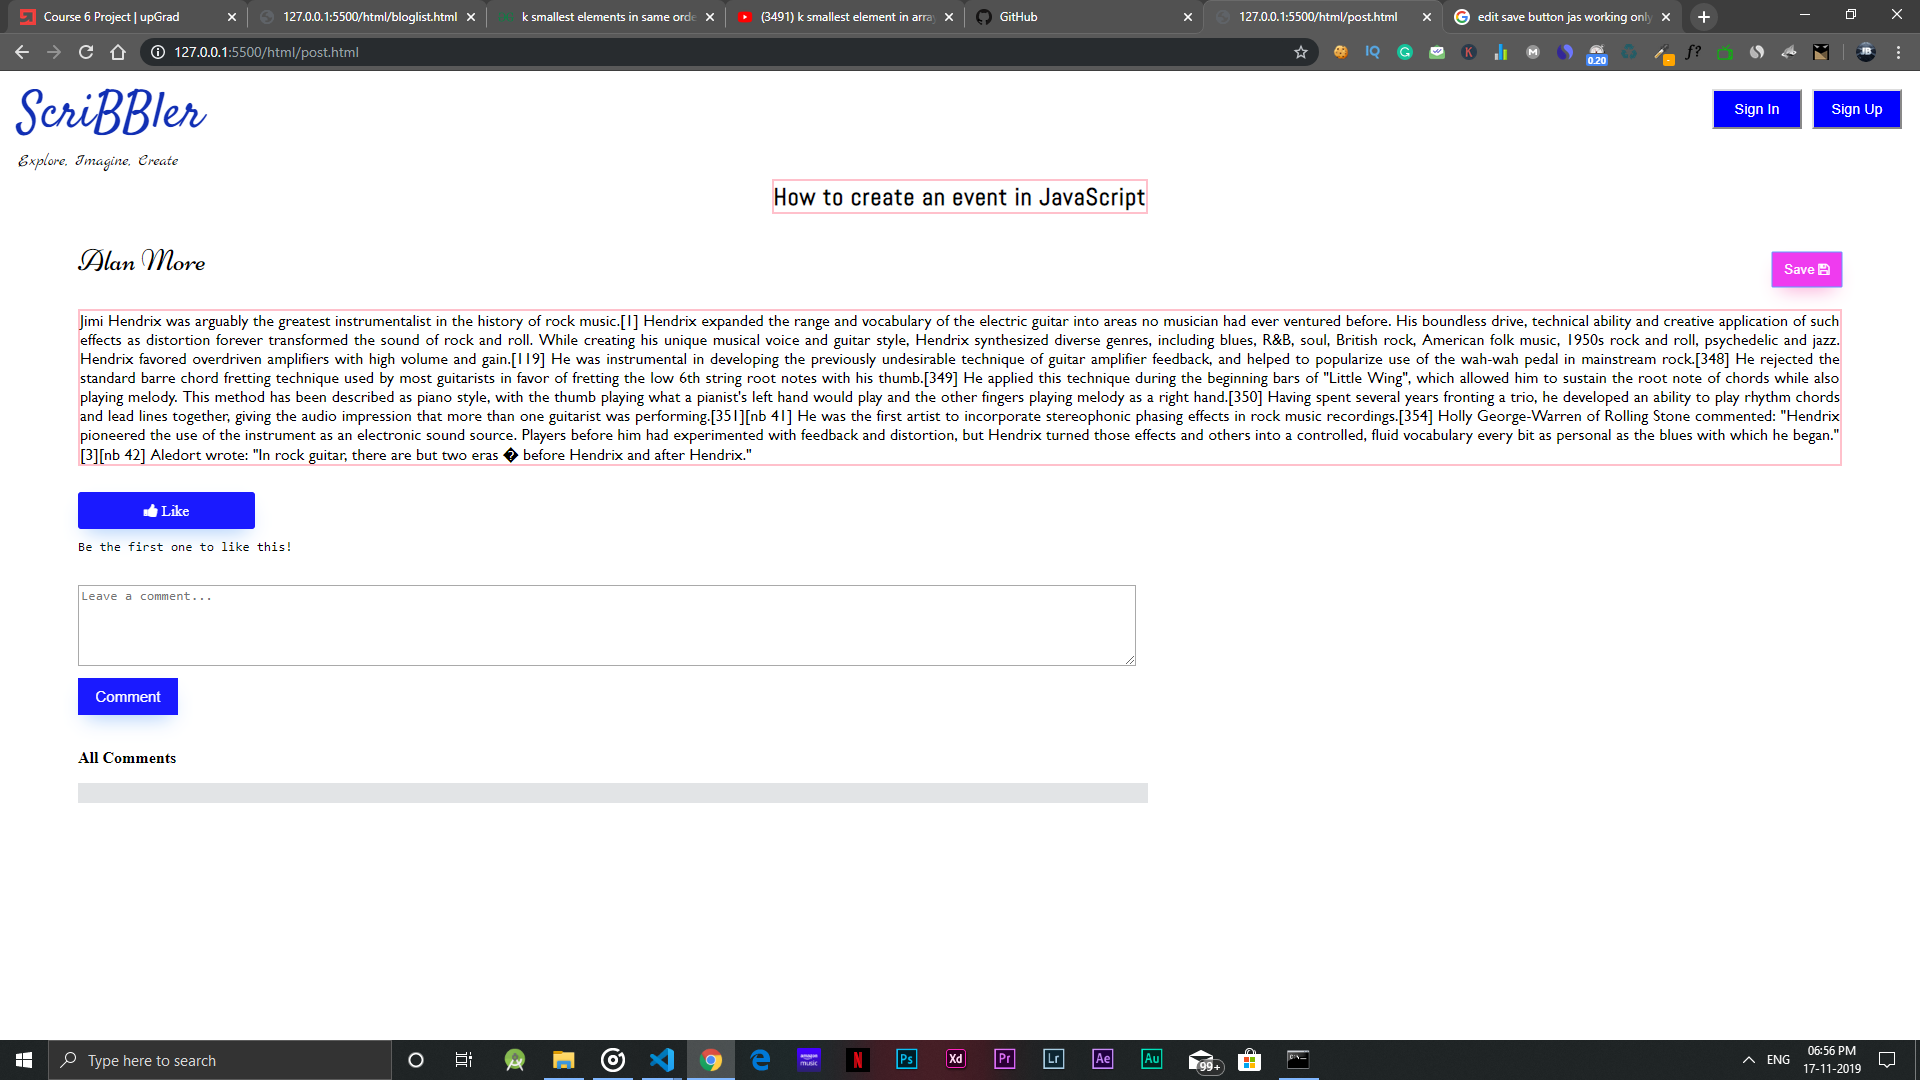 Course 6 Project | upGrad
127.0.0.1:5500/html/bloglist.html
k smallest elements in same orde
(3491) k smallest element in array
GitHub
127.0.0.1:5500/html/post.html
edit save button jas working only
127.0.0.1:5500/html/post.html
IQ
0.20
f?
JB
ScriBBler
Sign In
Sign Up
Explore, Imagine, Create
How to create an event in JavaScript
Alan More
Save
Jimi Hendrix was arguably the greatest instrumentalist in the history of rock music.[1] Hendrix expanded the range and vocabulary of the electric guitar into areas no musician had ever ventured before. His boundless drive, technical ability and creative application of such
effects as distortion forever transformed the sound of rock and roll. While creating his unique musical voice and guitar style, Hendrix synthesized diverse genres, including blues, R&B, soul, British rock, American folk music, 1950s rock and roll, psychedelic and jazz.
Hendrix favored overdriven amplifiers with high volume and gain.[119] He was instrumental in developing the previously undesirable technique of guitar amplifier feedback, and helped to popularize use of the wah-wah pedal in mainstream rock.[348] He rejected the
standard barre chord fretting technique used by most guitarists in favor of fretting the low 6th string root notes with his thumb.[349] He applied this technique during the beginning bars of "Little Wing", which allowed him to sustain the root note of chords while also
playing melody. This method has been described as piano style, with the thumb playing what a pianist's left hand would play and the other fingers playing melody as a right hand.[350] Having spent several years fronting a trio, he developed an ability to play rhythm chords
and lead lines together, giving the audio impression that more than one guitarist was performing.[351][nb 41] He was the first artist to incorporate stereophonic phasing effects in rock music recordings.[354] Holly George-Warren of Rolling Stone commented: "Hendrix
pioneered the use of the instrument as an electronic sound source. Players before him had experimented with feedback and distortion, but Hendrix turned those effects and others into a controlled, fluid vocabulary every bit as personal as the blues with which he began."
[3][nb 42] Aledort wrote: "In rock guitar, there are but two eras � before Hendrix and after Hendrix."
Like
Be the first one to like this!
Leave a comment...
Comment
All Comments
Type here to search
amazon music
N
Ps
Xd
Pr
Lr
Ae
Au
99+
ENG
06:56 PM
17-11-2019